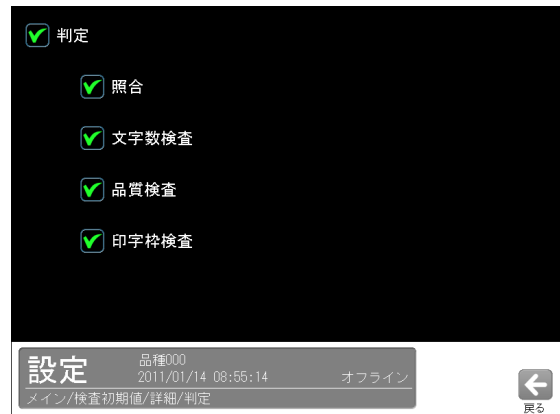 判定
照合
文字数検査
品質検査
印字枠検査
設定
品種000
2011/01/14 08:55:14 オフライン
メイン/検査初期値/詳細/判定
戻る